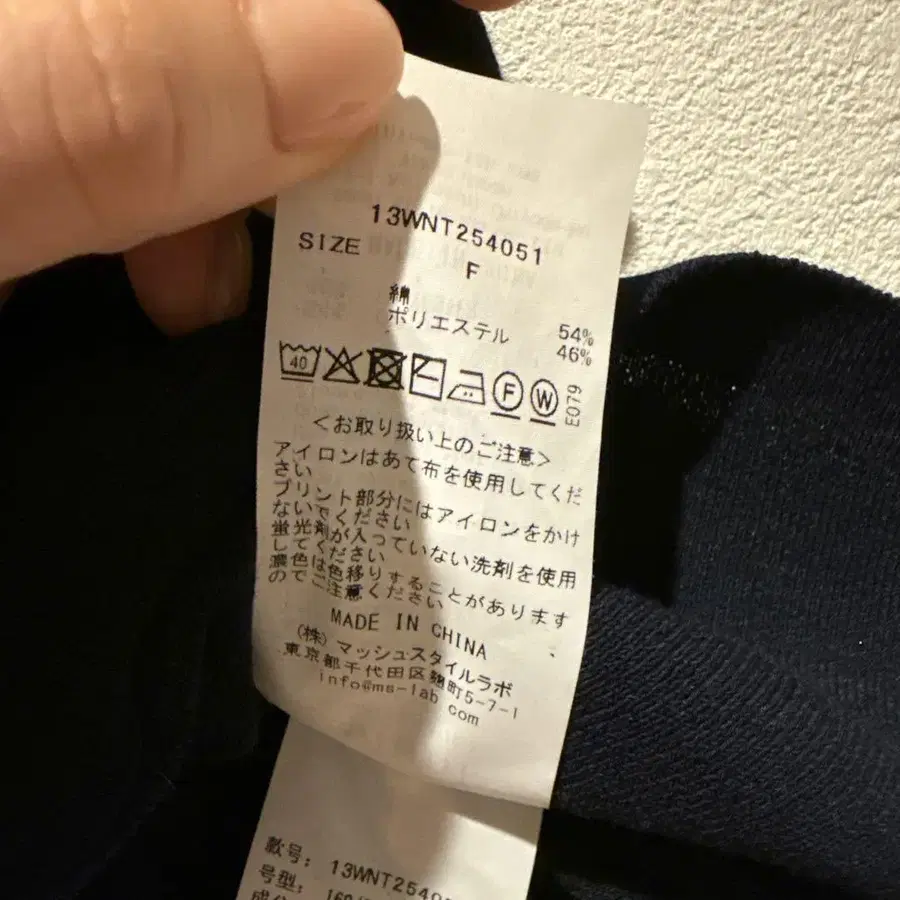 13WNT254051
SIZE F
綿 54%
ポリエステル 46%
40 F W E079
<お取り扱い上のご注意>
アイロンはあて布を使用してくだ
さい
プリント部分にはアイロンをかけ
ないでください
蛍光剤が入っていない洗剤を使用
してください
濃色は色移りすることがあります
のでご注意ください
MADE IN CHINA
(株)マッシュスタイルラボ
東京都千代田区麹町5-7-1
info@ms-lab com
款号: 13WNT2540
号型: 160
成分